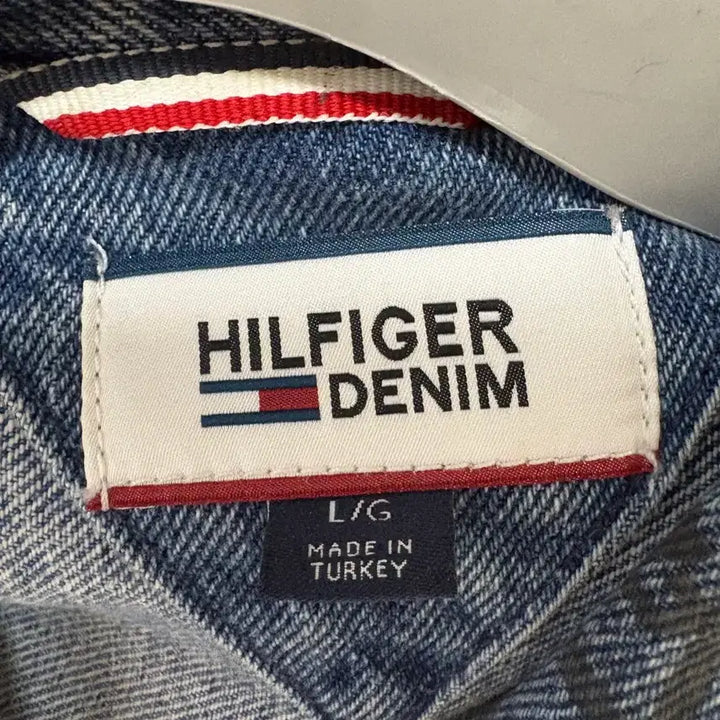 HILFIGER
DENIM
L/G
MADE IN
TURKEY